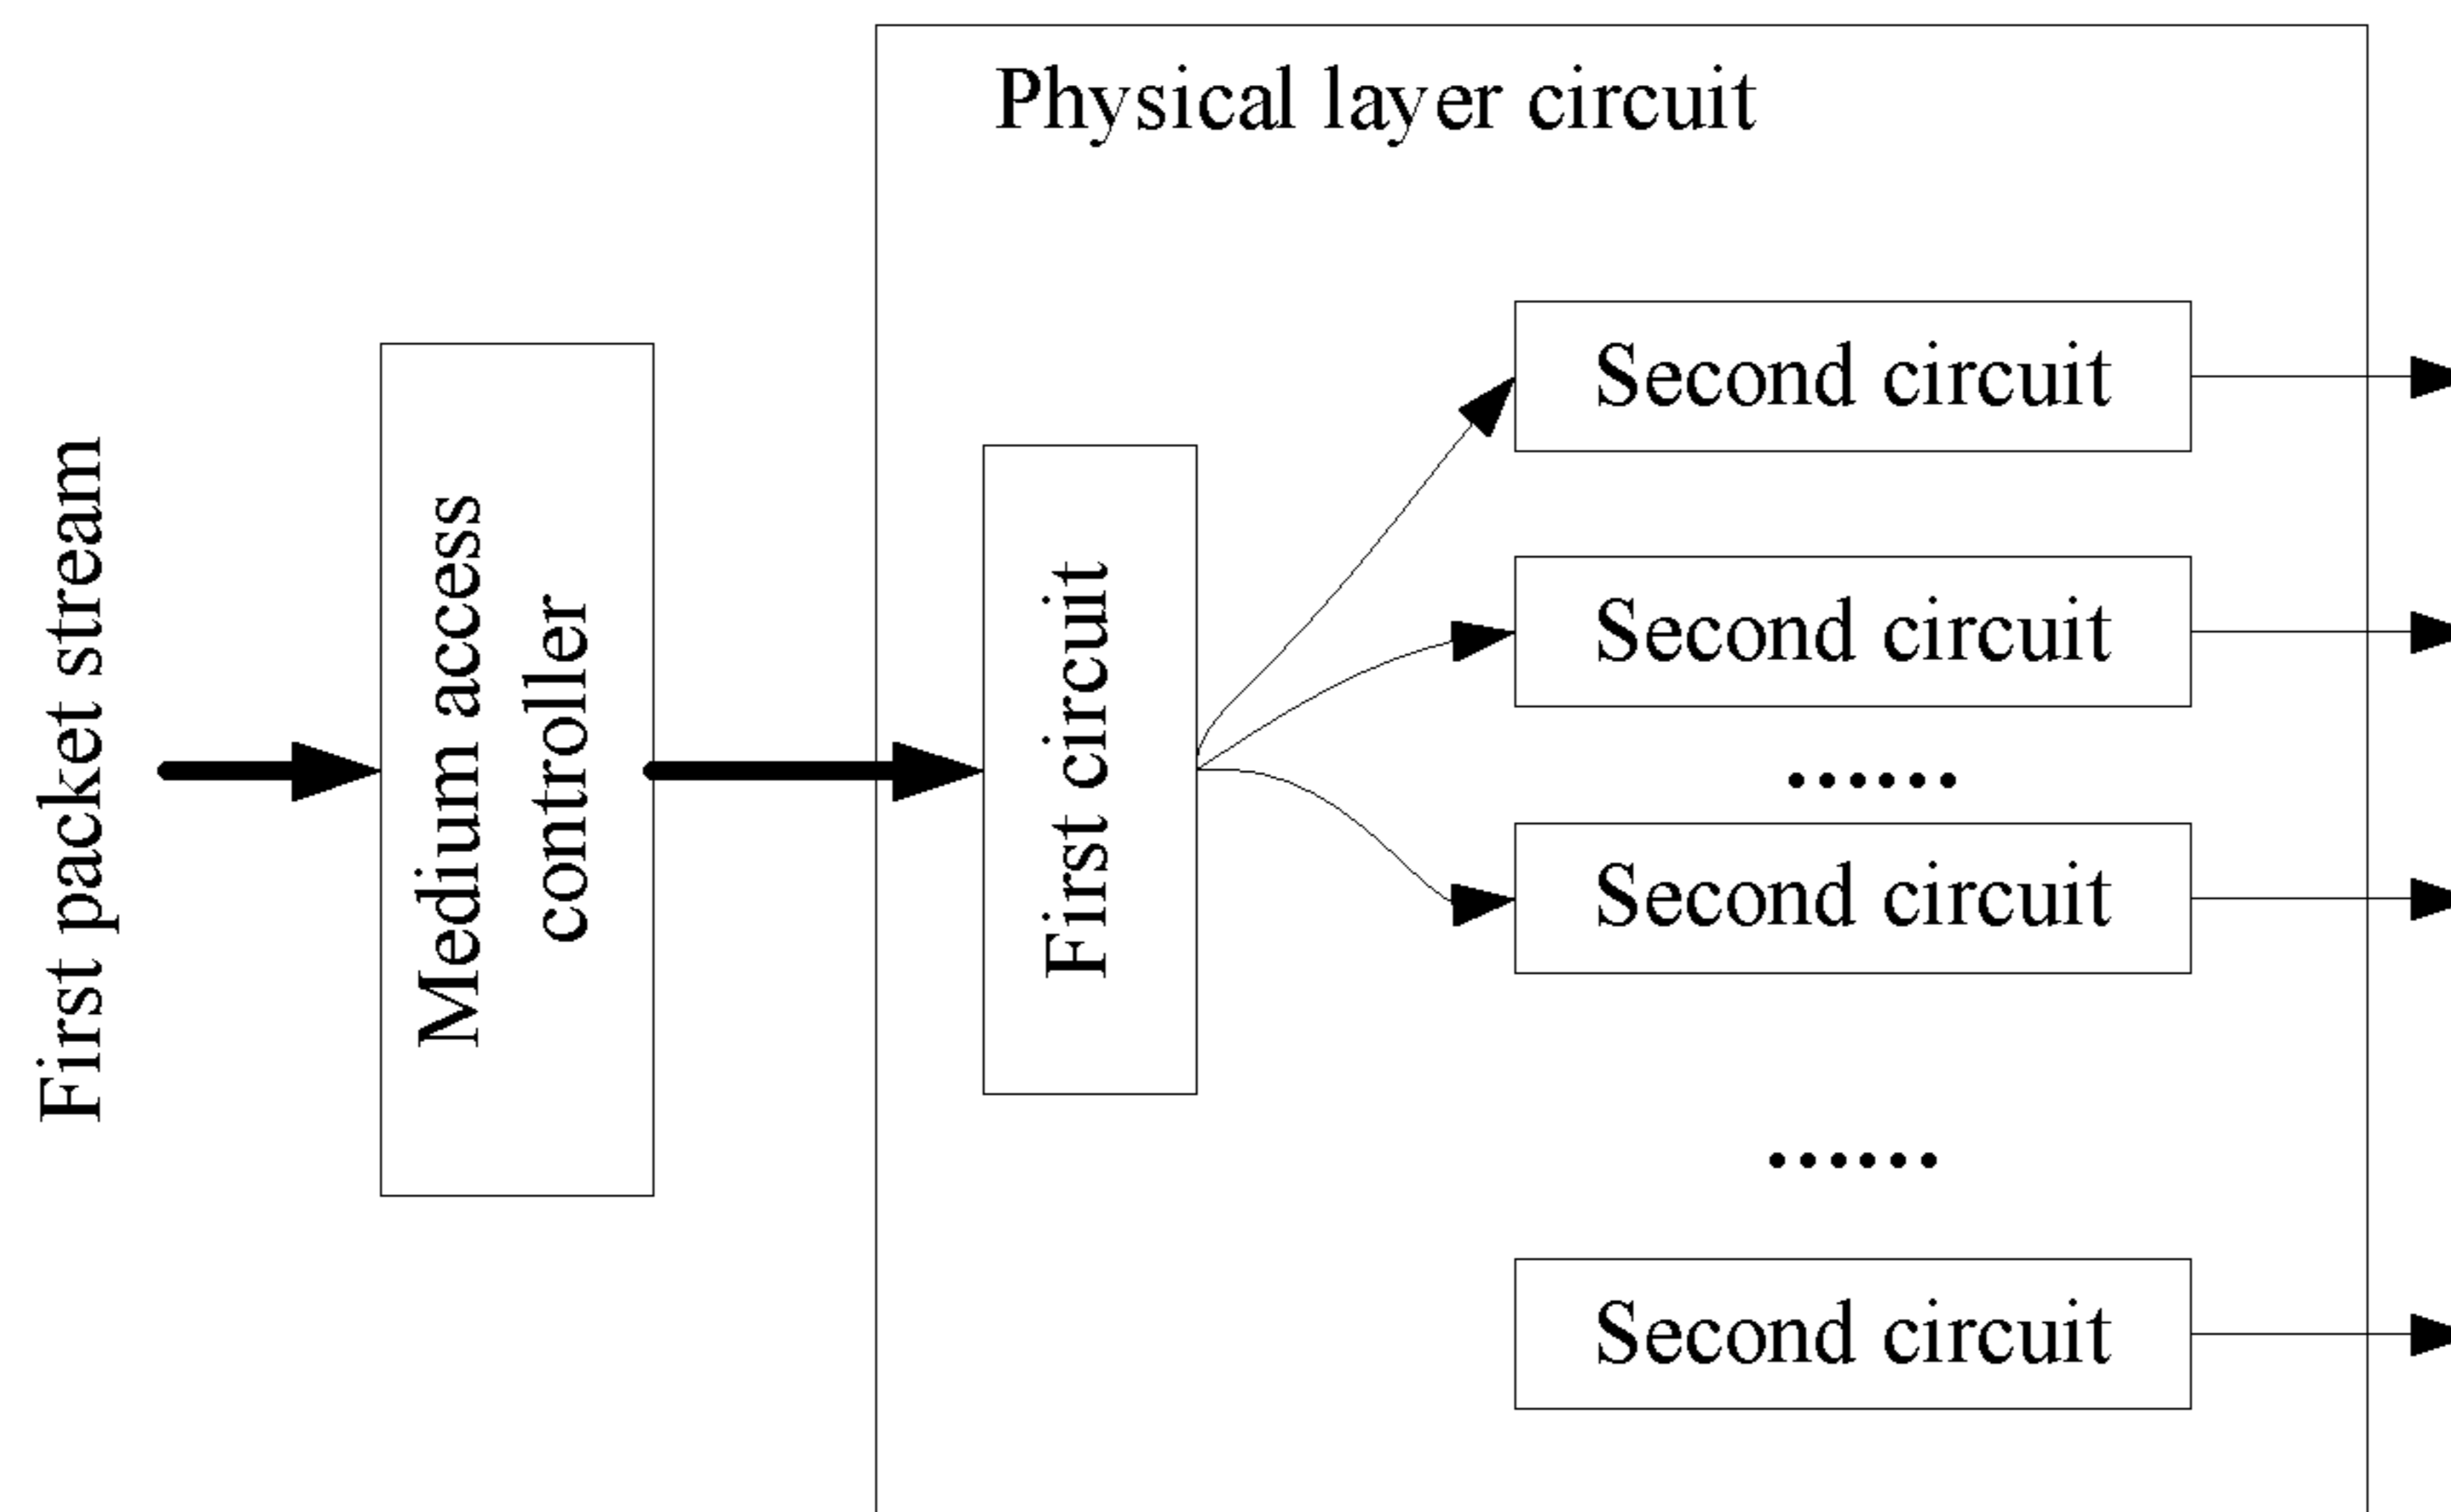 Physical layer circuit
First packet stream
Medium access
controller
First circuit
Second circuit
Second circuit
......
Second circuit
......
Second circuit